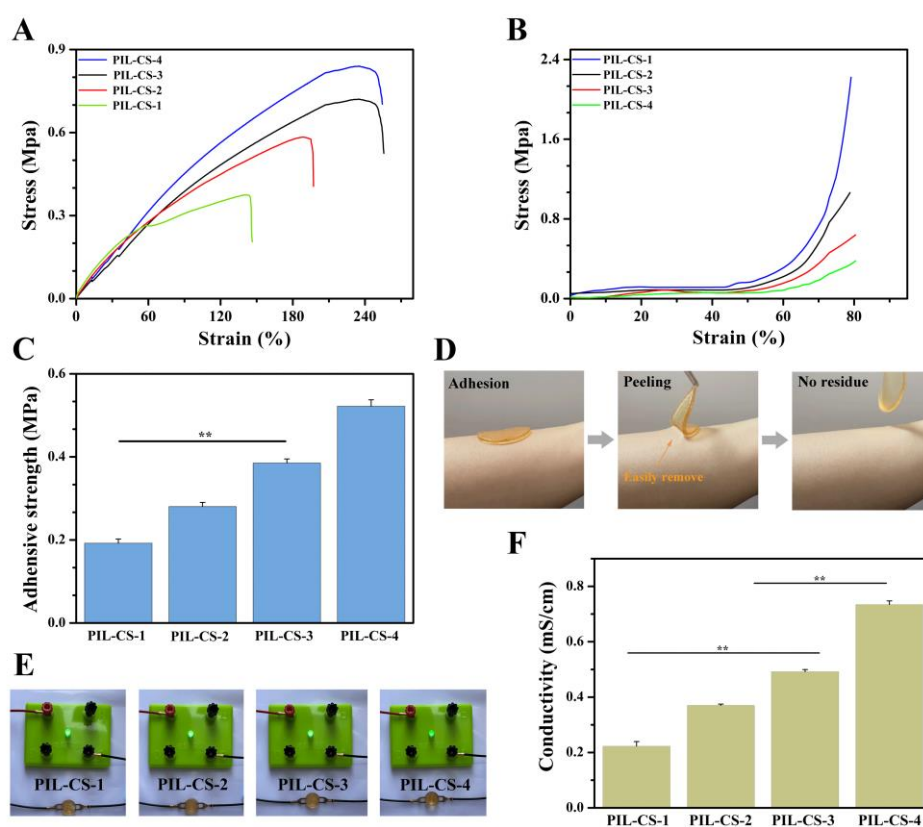 A
0.9
0.6
0.3
0.0
Stress (Mpa)
PIL-CS-4
PIL-CS-3
PIL-CS-2
PIL-CS-1
0
60
120
180
240
Strain (%)
B
2.4
1.6
0.8
0.0
Stress (Mpa)
PIL-CS-1
PIL-CS-2
PIL-CS-3
PIL-CS-4
0
20
40
60
80
Strain (%)
C
0.6
0.4
0.2
0.0
Adhensive strength (MPa)
**
PIL-CS-1
PIL-CS-2
PIL-CS-3
PIL-CS-4
D
Adhesion
Peeling
Easily remove
No residue
E
PIL-CS-1
PIL-CS-2
PIL-CS-3
PIL-CS-4
F
0.8
0.6
0.4
0.2
0.0
Conductivity (mS/cm)
**
**
PIL-CS-1
PIL-CS-2
PIL-CS-3
PIL-CS-4